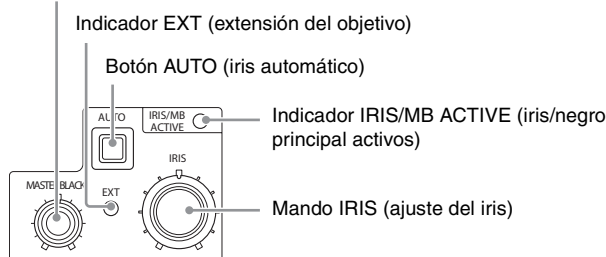 Indicador EXT (extensión del objetivo)
Botón AUTO (iris automático)
Indicador IRIS/MB ACTIVE (iris/negro
principal activos)
Mando IRIS (ajuste del iris)
AUTO
IRIS/MB
ACTIVE
IRIS
MASTER BLACK
EXT